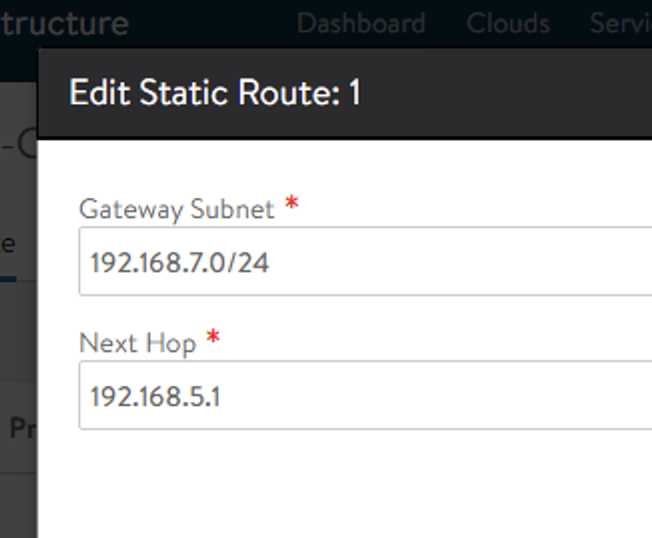 tructure Dashboard Clouds Servi
Edit Static Route: 1
Gateway Subnet *
192.168.7.0/24
Next Hop *
192.168.5.1
e
Pr